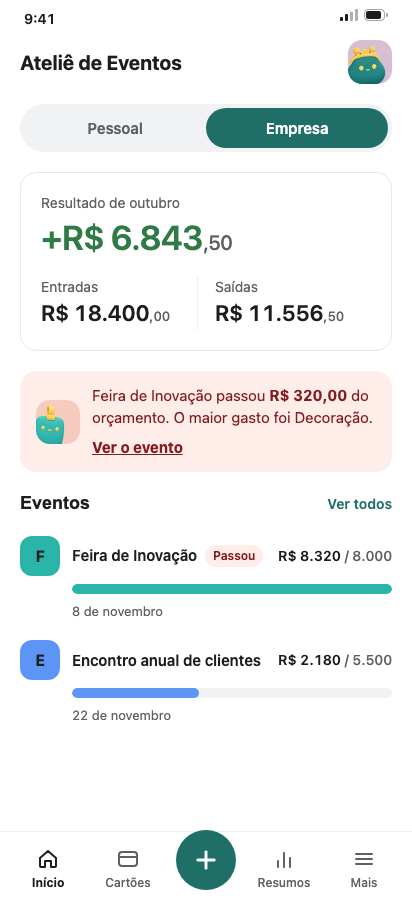 9:41
Ateliê de Eventos
Pessoal
Empresa
Resultado de outubro
+R$ 6.843,50
Entradas
Saídas
R$ 18.400,00
R$ 11.556,50
Feira de Inovação passou R$ 320,00 do
orçamento. O maior gasto foi Decoração.
Ver o evento
Eventos
Ver todos
F
Feira de Inovação
Passou
R$ 8.320 / 8.000
8 de novembro
E
Encontro anual de clientes
R$ 2.180 / 5.500
22 de novembro
Início
Cartões
Resumos
Mais